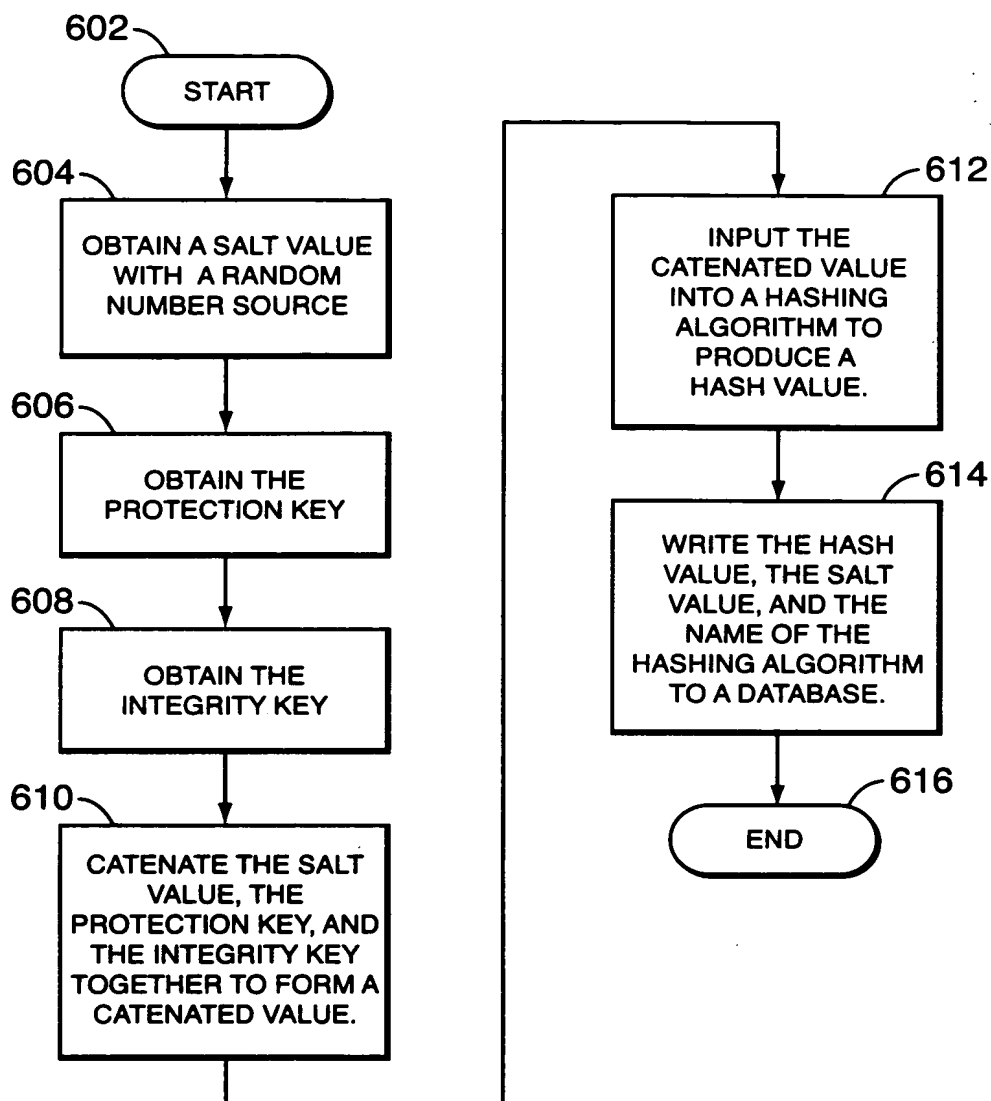 602
START
604
OBTAIN A SALT VALUE
WITH A RANDOM
NUMBER SOURCE
606
OBTAIN THE
PROTECTION KEY
608
OBTAIN THE
INTEGRITY KEY
610
CATENATE THE SALT
VALUE, THE
PROTECTION KEY, AND
THE INTEGRITY KEY
TOGETHER TO FORM A
CATENATED VALUE.
612
INPUT THE
CATENATED VALUE
INTO A HASHING
ALGORITHM TO
PRODUCE A
HASH VALUE.
614
WRITE THE HASH
VALUE, THE SALT
VALUE, AND THE
NAME OF THE
HASHING ALGORITHM
TO A DATABASE.
616
END